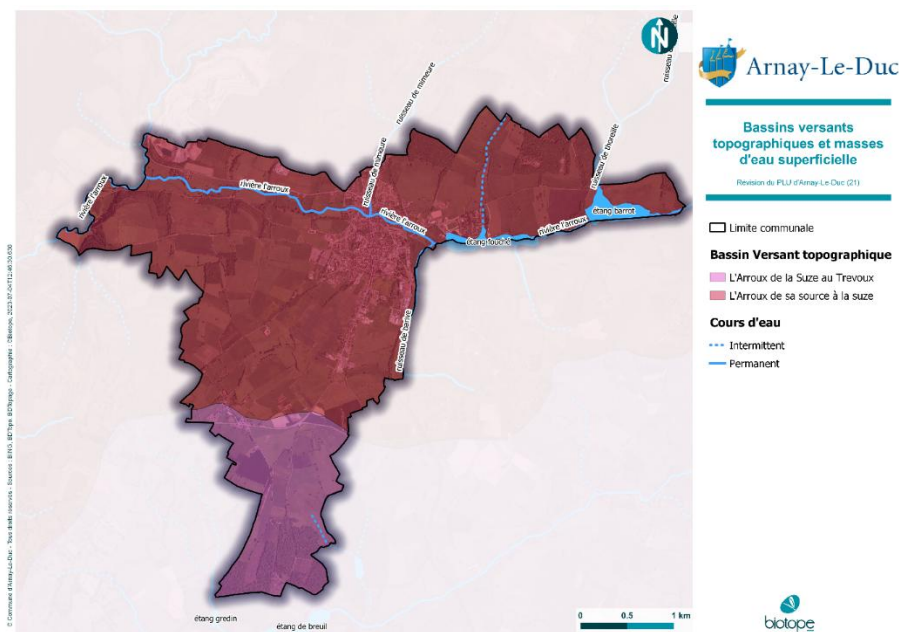 Arnay-Le-Duc
Bassins versants
topographiques et masses
d'eau superficielle
Révision du PLU d'Arnay-Le-Duc (21)
Limite communale
Bassin Versant topographique
L'Arroux de la Suze au Trevoux
L'Arroux de sa source à la suze
Cours d'eau
Intermittent
Permanent
N
ruisseau de mimeure
ruisseau de mimeure
ruisseau de thoreille
rivière l'arroux
rivière l'arroux
rivière l'arroux
rivière l'arroux
étang barrot
étang fouché
ruisseau de barive
étang gredin
étang de breuil
0 0.5 1 km
biotope